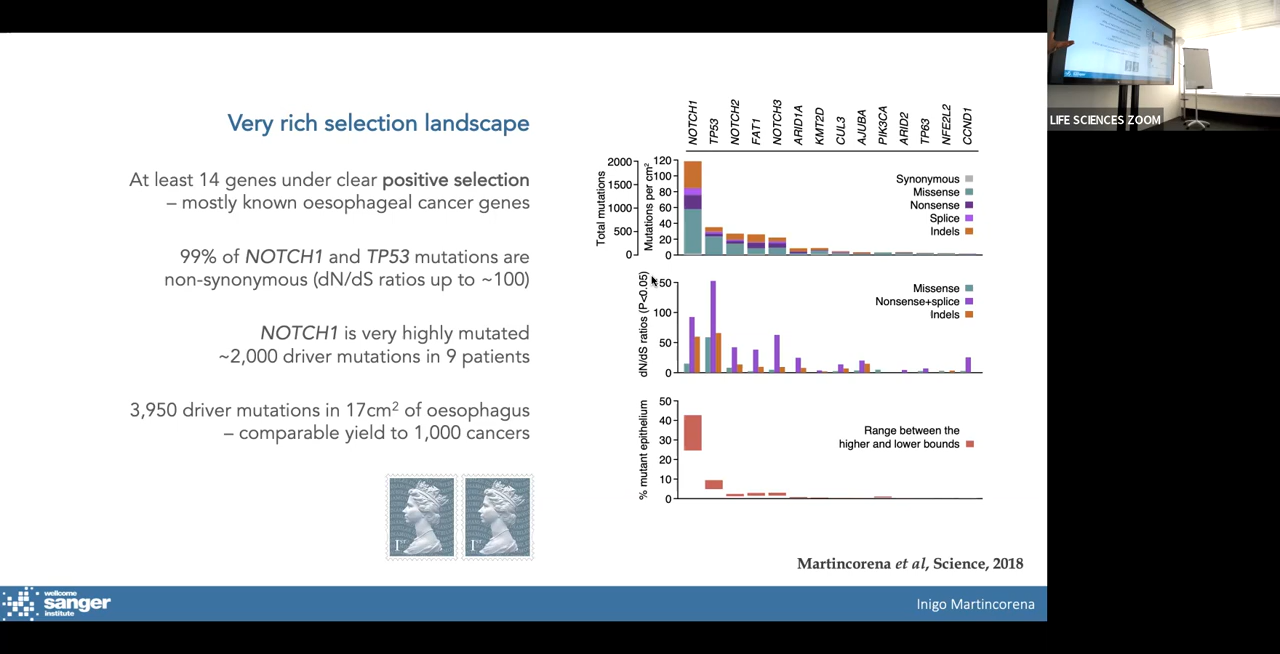 Very rich selection landscape
At least 14 genes under clear positive selection
– mostly known oesophageal cancer genes
99% of NOTCH1 and TP53 mutations are
non-synonymous (dN/dS ratios up to ~100)
NOTCH1 is very highly mutated
~2,000 driver mutations in 9 patients
3,950 driver mutations in 17cm² of oesophagus
– comparable yield to 1,000 cancers
1ST
1ST
NOTCH1
TP53
NOTCH2
FAT1
NOTCH3
ARID1A
KMT2D
CUL3
AJUBA
PIK3CA
ARID2
TP63
NFE2L2
CCND1
Total mutations
2000
1500
1000
500
0
Mutations per cm²
120
100
80
60
40
20
0
Synonymous
Missense
Nonsense
Splice
Indels
dN/dS ratios (P<0.05)
150
100
50
0
Missense
Nonsense+splice
Indels
% mutant epithelium
50
40
30
20
10
0
Range between the
higher and lower bounds
Martincorena et al, Science, 2018
wellcome
sanger
institute
Inigo Martincorena
LIFE SCIENCES ZOOM